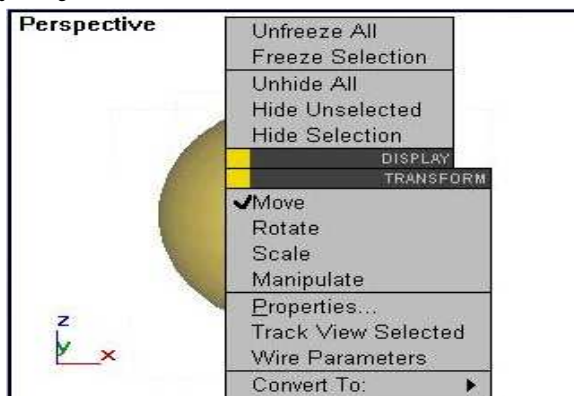 Perspective
Unfreeze All
Freeze Selection
Unhide All
Hide Unselected
Hide Selection
DISPLAY
TRANSFORM
Move
Rotate
Scale
Manipulate
Properties...
Track View Selected
Wire Parameters
Convert To:
z
y
x